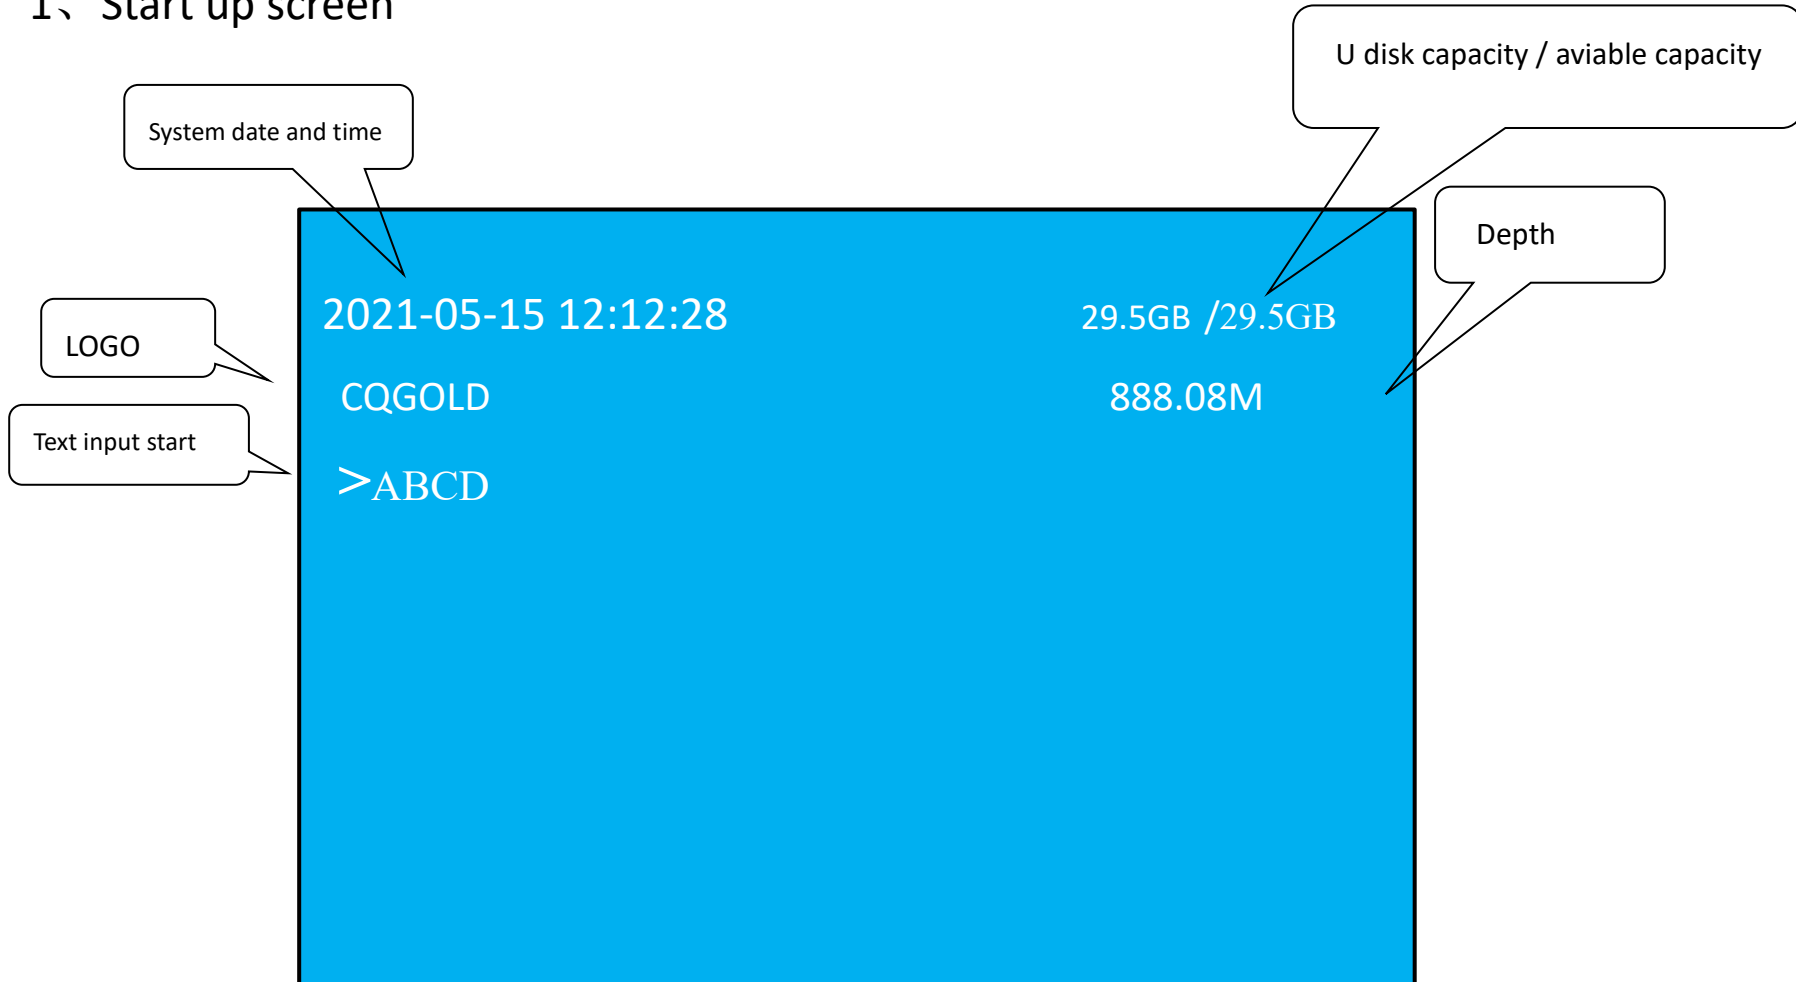 1、Start up screen
U disk capacity / aviable capacity
System date and time
Depth
2021-05-15 12:12:28
29.5GB /29.5GB
LOGO
CQGOLD
888.08M
Text input start
>ABCD